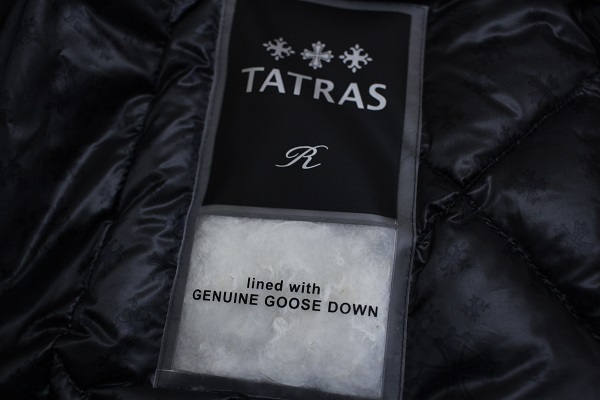 TATRAS
R
lined with
GENUINE GOOSE DOWN